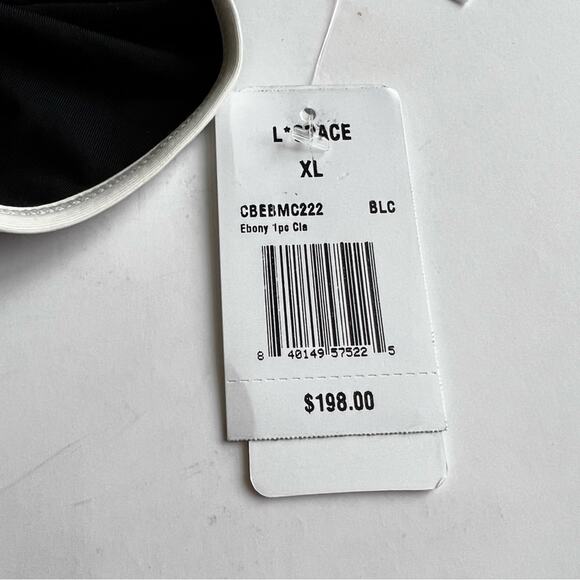 L*SPACE
XL
CBEBMC222 BLC
Ebony 1pc Cla
8 40149 57522 5
$198.00